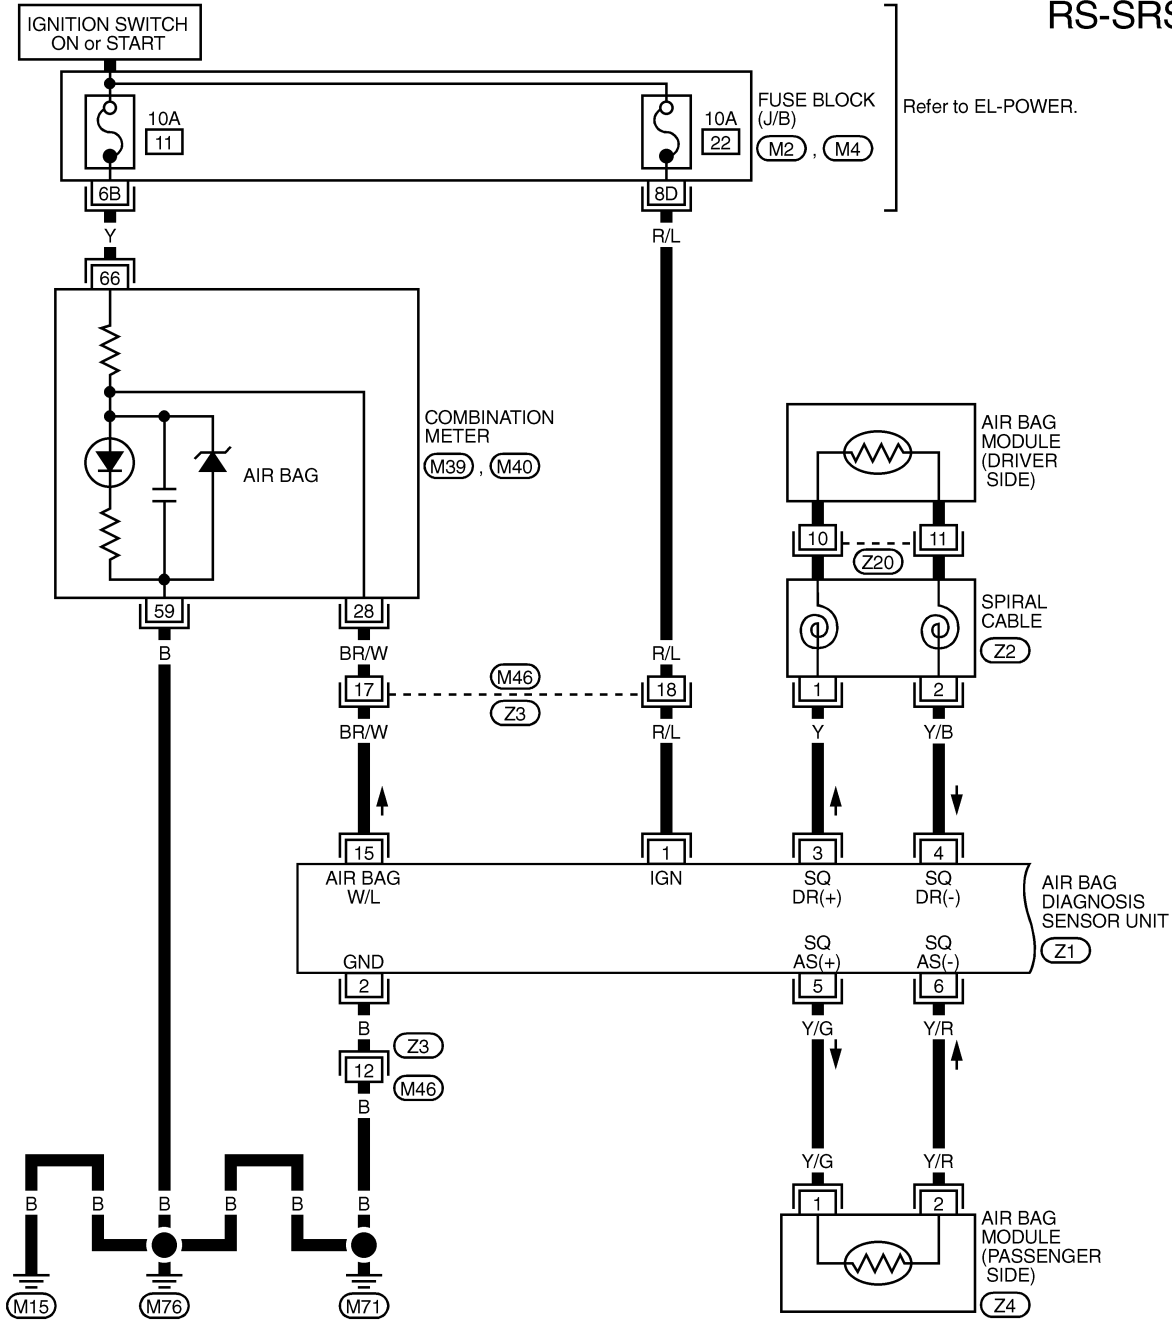 RS-SRS
IGNITION SWITCH
ON or START
10A
11
10A
22
FUSE BLOCK
(J/B)
M2 , M4
Refer to EL-POWER.
6B
8D
Y
R/L
66
COMBINATION
METER
M39 , M40
AIR BAG
AIR BAG
MODULE
(DRIVER
SIDE)
10
11
Z20
SPIRAL
CABLE
Z2
59
28
B
BR/W
R/L
17
M46
Z3
18
1
2
BR/W
R/L
Y
Y/B
15
1
3
4
AIR BAG
W/L
IGN
SQ
DR(+)
SQ
DR(-)
AIR BAG
DIAGNOSIS
SENSOR UNIT
Z1
GND
SQ
AS(+)
SQ
AS(-)
2
5
6
B
Y/G
Y/R
Z3
12
M46
B
Y/G
Y/R
B
B
B
B
B
B
1
2
AIR BAG
MODULE
(PASSENGER
SIDE)
Z4
M15
M76
M71